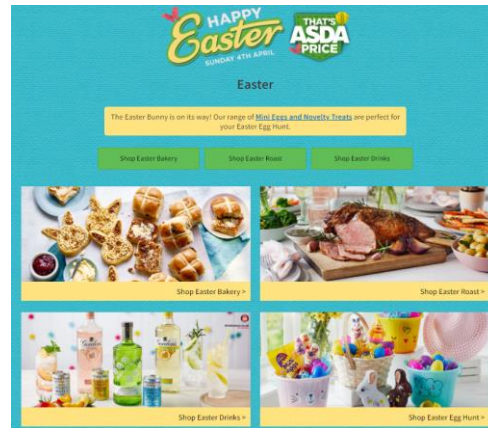 HAPPY
Easter
SUNDAY 4TH APRIL
THAT'S
ASDA
PRICE
Easter
The Easter Bunny is on its way! Our range of Mini Eggs and Novelty Treats are perfect for
your Easter Egg Hunt.
Shop Easter Bakery
Shop Easter Roast
Shop Easter Drinks
Shop Easter Bakery >
Shop Easter Roast >
Gordon's
Shop Easter Drinks >
Shop Easter Egg Hunt >